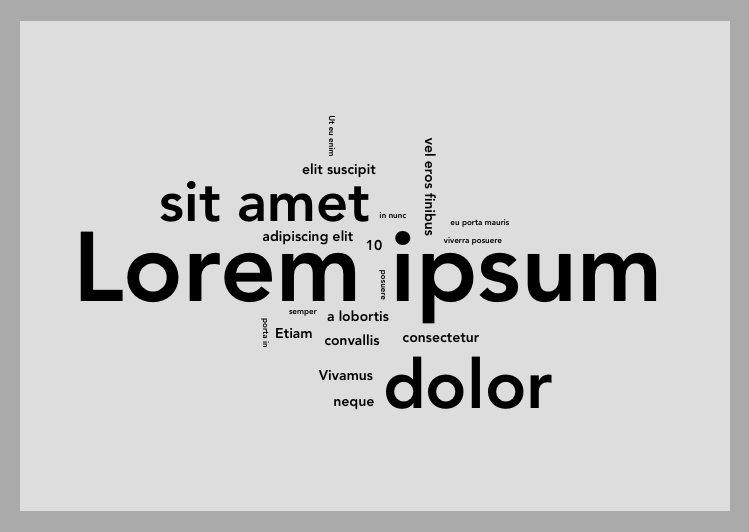 Ut eu enim
vel eros finibus
elit suscipit
sit amet
in nunc
eu porta mauris
adipiscing elit
10
viverra posuere
Lorem ipsum
posuere
semper
a lobortis
porta in
Etiam
convallis
consectetur
Vivamus
dolor
neque